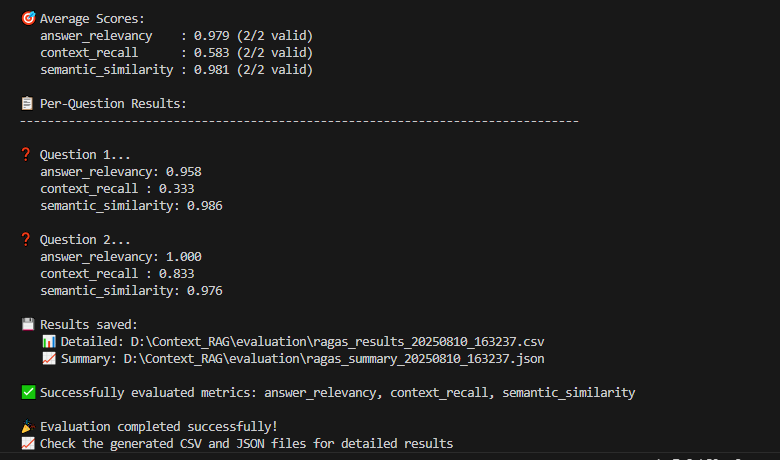 🎯 Average Scores:
answer_relevancy    : 0.979 (2/2 valid)
context_recall      : 0.583 (2/2 valid)
semantic_similarity : 0.981 (2/2 valid)
📋 Per-Question Results:
--------------------------------------------------------------------------------
❓ Question 1...
answer_relevancy: 0.958
context_recall : 0.333
semantic_similarity: 0.986
❓ Question 2...
answer_relevancy: 1.000
context_recall : 0.833
semantic_similarity: 0.976
💾 Results saved:
📊 Detailed: D:\Context_RAG\evaluation\ragas_results_20250810_163237.csv
📈 Summary: D:\Context_RAG\evaluation\ragas_summary_20250810_163237.json
✅ Successfully evaluated metrics: answer_relevancy, context_recall, semantic_similarity
🎉 Evaluation completed successfully!
📈 Check the generated CSV and JSON files for detailed results